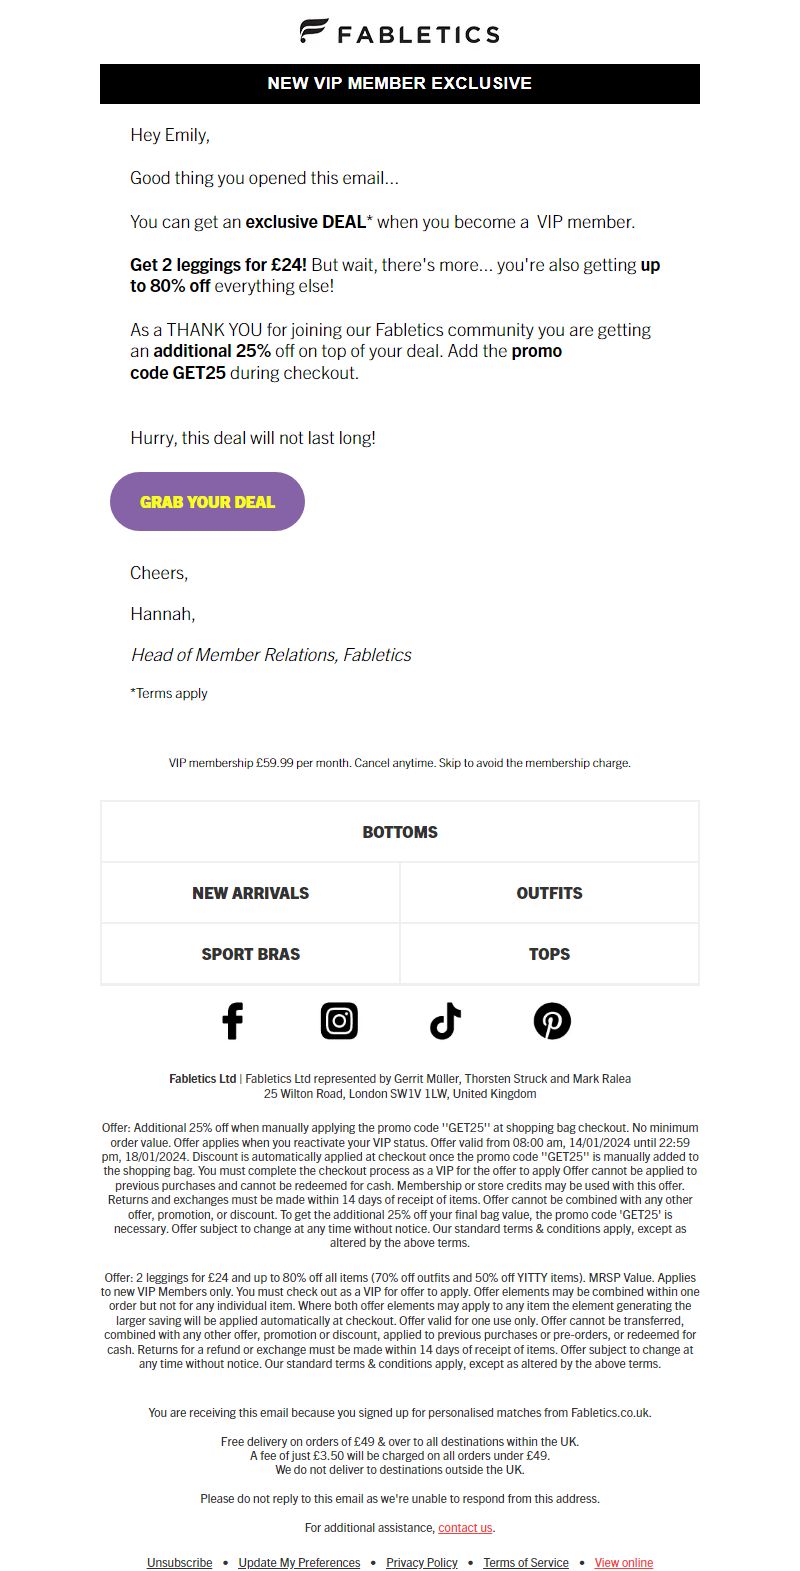 FABLETICS
NEW VIP MEMBER EXCLUSIVE
Hey Emily,
Good thing you opened this email...
You can get an exclusive DEAL* when you become a  VIP member.
Get 2 leggings for £24! But wait, there's more... you're also getting up
to 80% off everything else!
As a THANK YOU for joining our Fabletics community you are getting
an additional 25% off on top of your deal. Add the promo
code GET25 during checkout.
Hurry, this deal will not last long!
GRAB YOUR DEAL
Cheers,
Hannah,
Head of Member Relations, Fabletics
*Terms apply
VIP membership £59.99 per month. Cancel anytime. Skip to avoid the membership charge.
BOTTOMS
NEW ARRIVALS
OUTFITS
SPORT BRAS
TOPS
Fabletics Ltd | Fabletics Ltd represented by Gerrit Müller, Thorsten Struck and Mark Ralea
25 Wilton Road, London SW1V 1LW, United Kingdom
Offer: Additional 25% off when manually applying the promo code ''GET25'' at shopping bag checkout. No minimum
order value. Offer applies when you reactivate your VIP status. Offer valid from 08:00 am, 14/01/2024 until 22:59
pm, 18/01/2024. Discount is automatically applied at checkout once the promo code ''GET25'' is manually added to
the shopping bag. You must complete the checkout process as a VIP for the offer to apply Offer cannot be applied to
previous purchases and cannot be redeemed for cash. Membership or store credits may be used with this offer.
Returns and exchanges must be made within 14 days of receipt of items. Offer cannot be combined with any other
offer, promotion, or discount. To get the additional 25% off your final bag value, the promo code 'GET25' is
necessary. Offer subject to change at any time without notice. Our standard terms & conditions apply, except as
altered by the above terms.
Offer: 2 leggings for £24 and up to 80% off all items (70% off outfits and 50% off YITTY items). MRSP Value. Applies
to new VIP Members only. You must check out as a VIP for offer to apply. Offer elements may be combined within one
order but not for any individual item. Where both offer elements may apply to any item the element generating the
larger saving will be applied automatically at checkout. Offer valid for one use only. Offer cannot be transferred,
combined with any other offer, promotion or discount, applied to previous purchases or pre-orders, or redeemed for
cash. Returns for a refund or exchange must be made within 14 days of receipt of items. Offer subject to change at
any time without notice. Our standard terms & conditions apply, except as altered by the above terms.
You are receiving this email because you signed up for personalised matches from Fabletics.co.uk.
Free delivery on orders of £49 & over to all destinations within the UK.
A fee of just £3.50 will be charged on all orders under £49.
We do not deliver to destinations outside the UK.
Please do not reply to this email as we're unable to respond from this address.
For additional assistance, contact us.
Unsubscribe • Update My Preferences • Privacy Policy • Terms of Service • View online